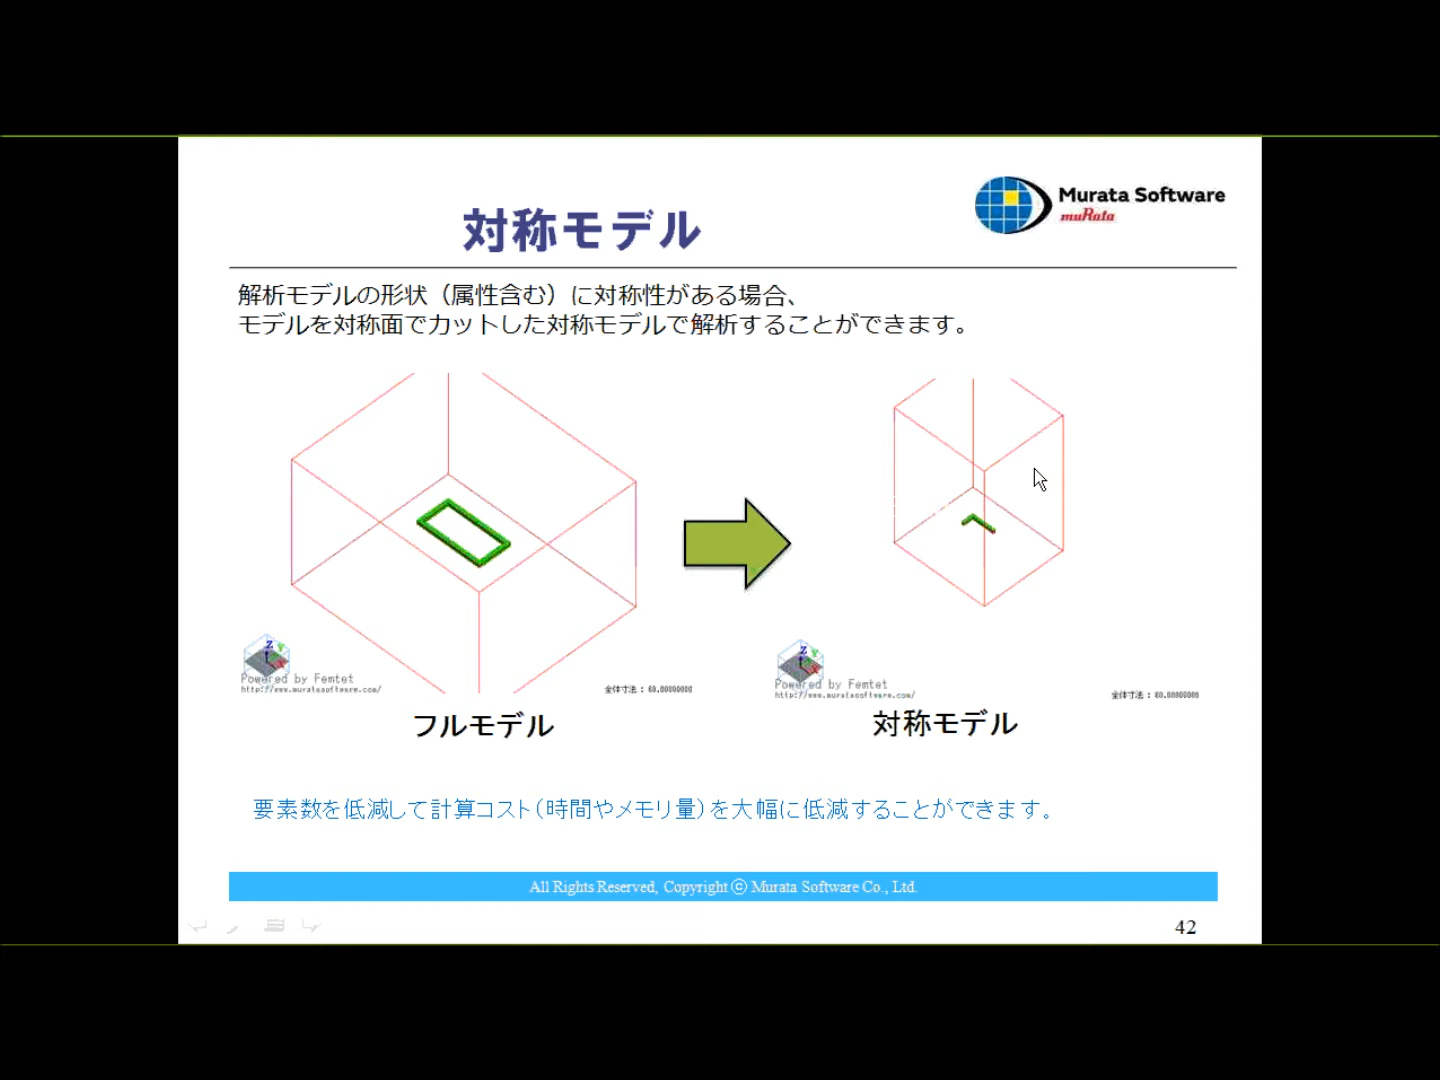 Murata Software
muRata
対称モデル
解析モデルの形状（属性含む）に対称性がある場合、
モデルを対称面でカットした対称モデルで解析することができます。
Z Y X
Powered by Femtet
http://www.muratasoftware.com/
全体寸法 : 60.00000000
Z Y X
Powered by Femtet
http://www.muratasoftware.com/
全体寸法 : 60.00000000
フルモデル
対称モデル
要素数を低減して計算コスト（時間やメモリ量）を大幅に低減することができます。
All Rights Reserved, Copyright ⓒ Murata Software Co., Ltd.
42